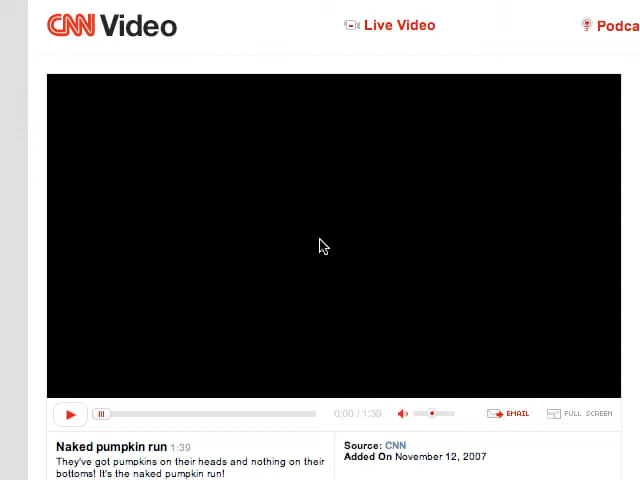 CNN Video
Live Video
Podca
0:00 / 1:39
EMAIL
FULL SCREEN
Naked pumpkin run 1:39
They've got pumpkins on their heads and nothing on their
bottoms! It's the naked pumpkin run!
Source: CNN
Added On November 12, 2007